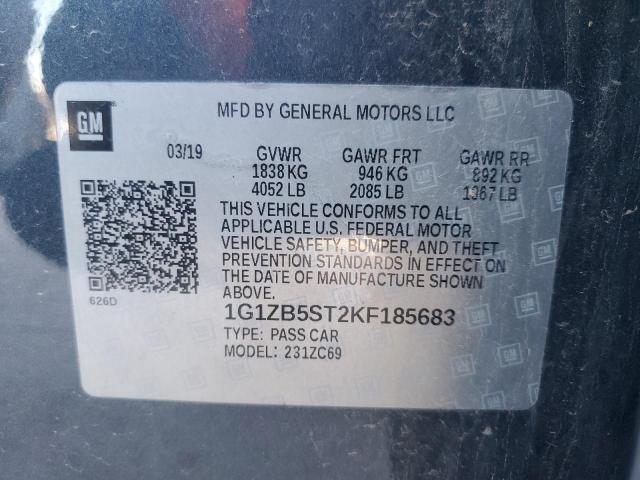 GM
MFD BY GENERAL MOTORS LLC
03/19 GVWR GAWR FRT GAWR RR
1838 KG 946 KG 892 KG
4052 LB 2085 LB 1967 LB
THIS VEHICLE CONFORMS TO ALL
APPLICABLE U.S. FEDERAL MOTOR
VEHICLE SAFETY, BUMPER, AND THEFT
PREVENTION STANDARDS IN EFFECT ON
THE DATE OF MANUFACTURE SHOWN
ABOVE.
626D
1G1ZB5ST2KF185683
TYPE: PASS CAR
MODEL: 231ZC69